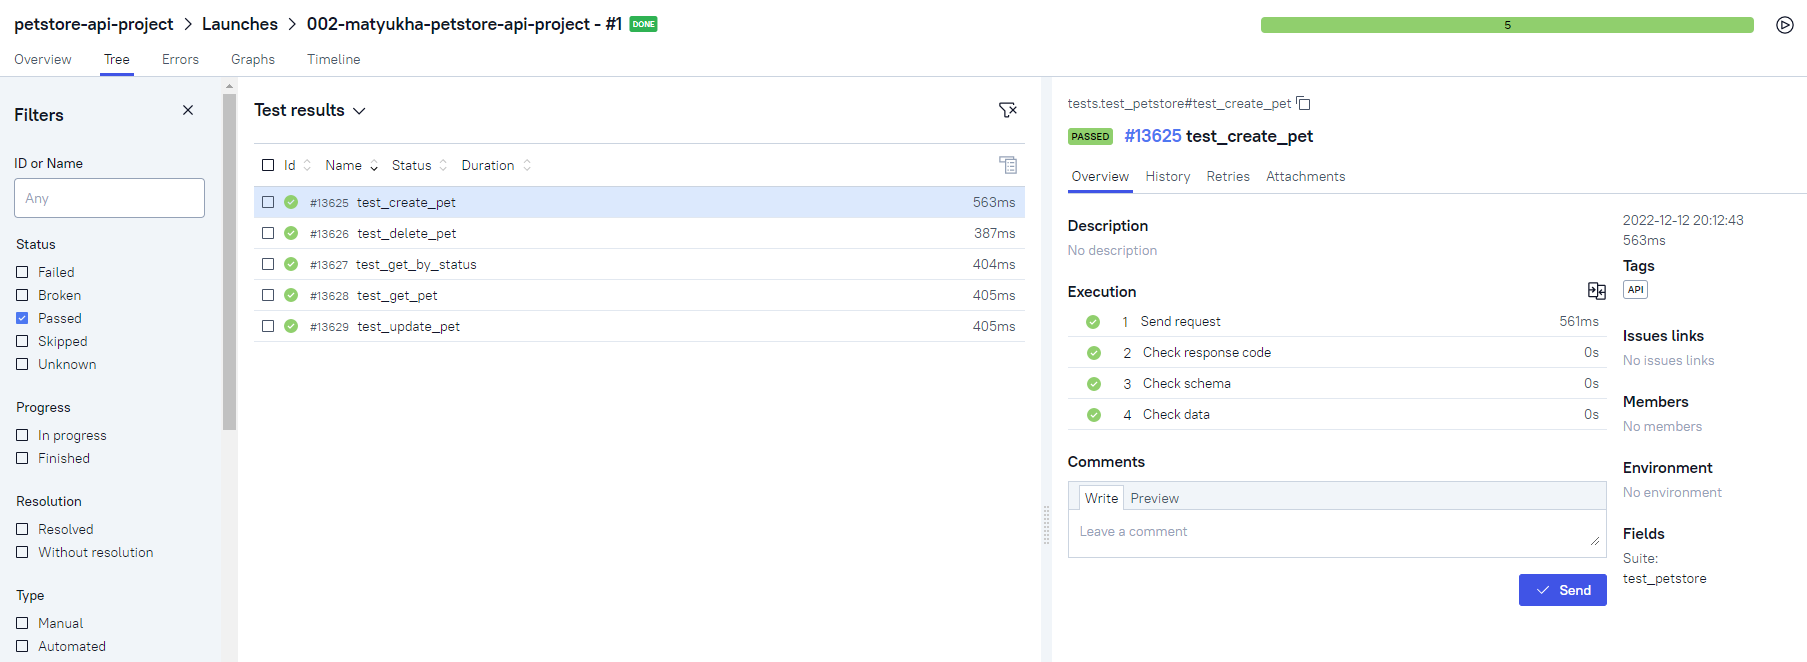 petstore-api-project > Launches > 002-matyukha-petstore-api-project - #1 DONE
5
Overview Tree Errors Graphs Timeline
Filters
ID or Name
Any
Status
Failed
Broken
Passed
Skipped
Unknown
Progress
In progress
Finished
Resolution
Resolved
Without resolution
Type
Manual
Automated
Test results
Id Name Status Duration
#13625 test_create_pet 563ms
#13626 test_delete_pet 387ms
#13627 test_get_by_status 404ms
#13628 test_get_pet 405ms
#13629 test_update_pet 405ms
tests.test_petstore#test_create_pet
PASSED #13625 test_create_pet
Overview History Retries Attachments
Description
No description
Execution
1 Send request 561ms
2 Check response code 0s
3 Check schema 0s
4 Check data 0s
Comments
Write Preview
Leave a comment
Send
2022-12-12 20:12:43
563ms
Tags
API
Issues links
No issues links
Members
No members
Environment
No environment
Fields
Suite:
test_petstore